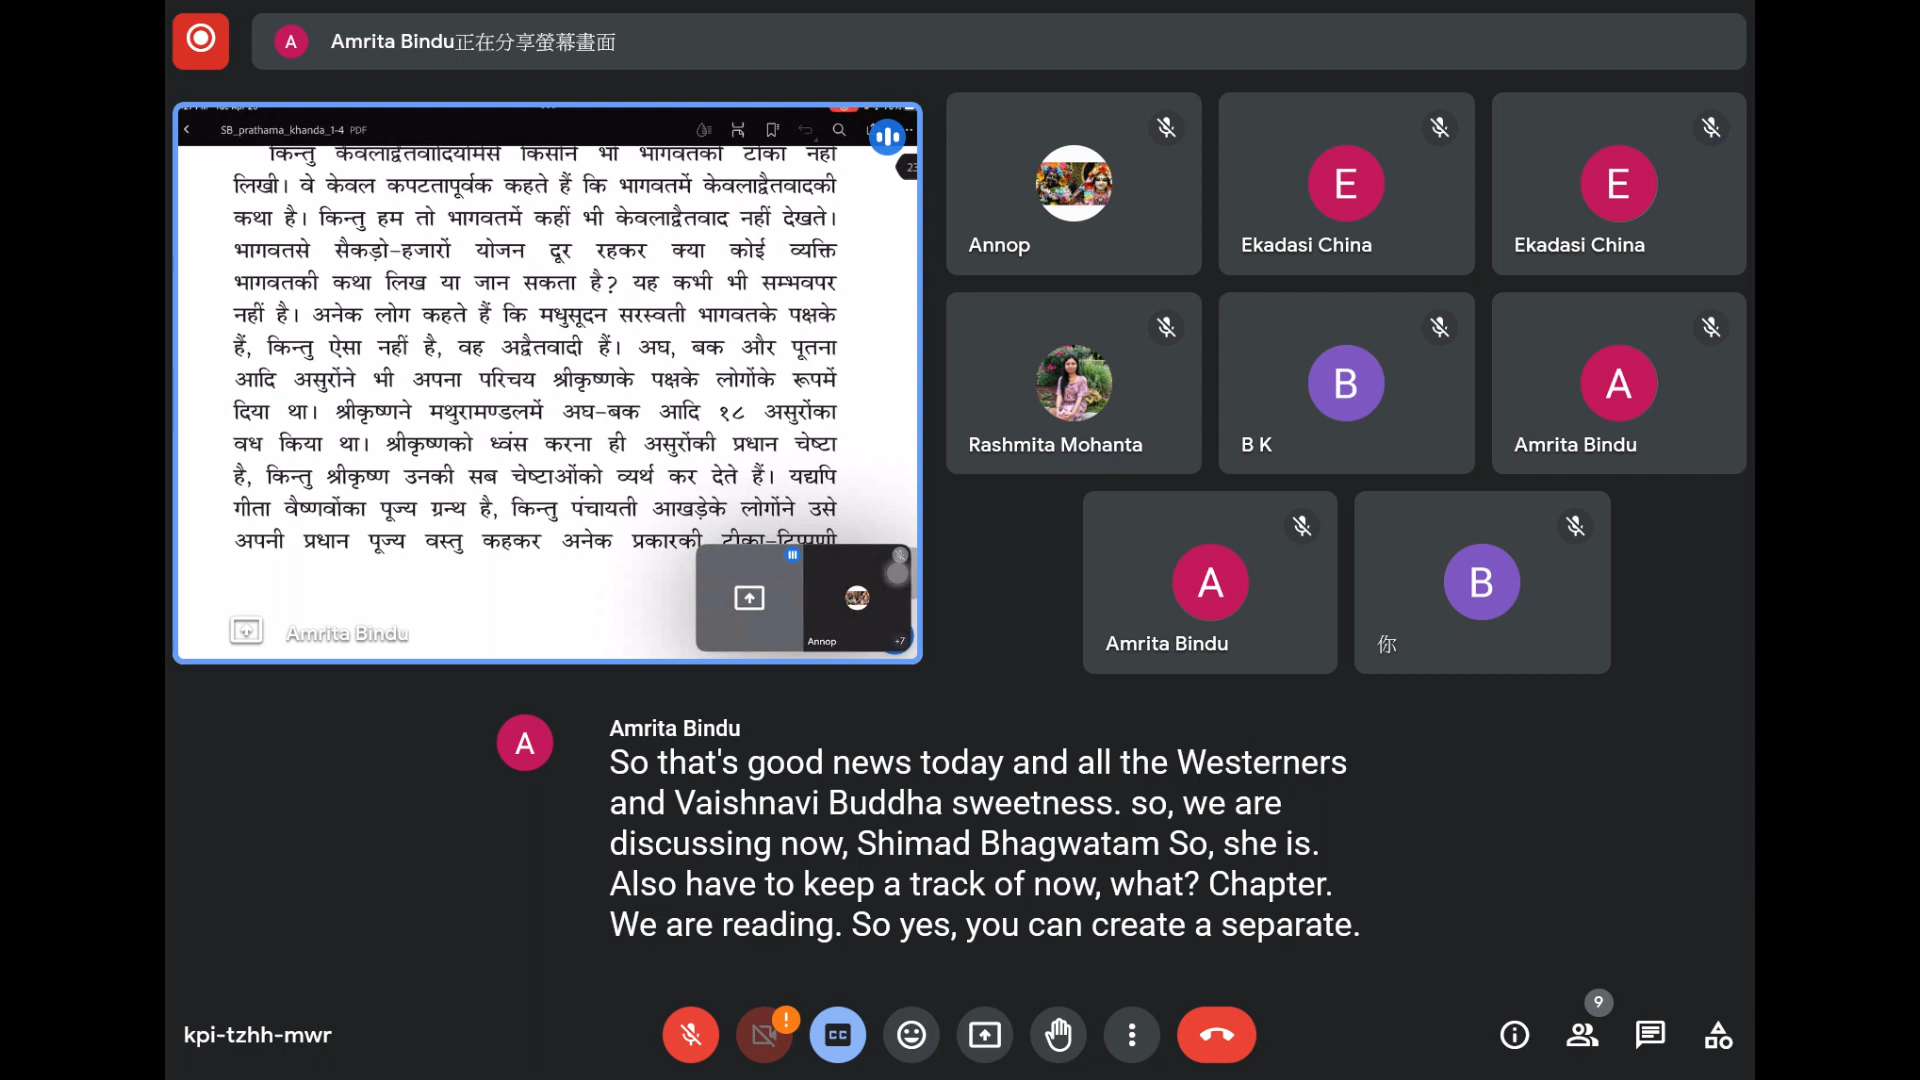 A
Amrita Bindu正在分享螢幕畫面
SB_prathama_khanda_1-4 PDF
23
किन्तु केवलाद्वैतवादियोंमेंसे किसीने भी भागवतकी टीका नहीं
लिखी। वे केवल कपटतापूर्वक कहते हैं कि भागवतमें केवलाद्वैतवादकी
कथा है। किन्तु हम तो भागवतमें कहीं भी केवलाद्वैतवाद नहीं देखते।
भागवतसे सैकड़ो-हजारों योजन दूर रहकर क्या कोई व्यक्ति
भागवतकी कथा लिख या जान सकता है? यह कभी भी सम्भवपर
नहीं है। अनेक लोग कहते हैं कि मधुसूदन सरस्वती भागवतके पक्षके
हैं, किन्तु ऐसा नहीं है, वह अद्वैतवादी हैं। अघ, बक और पूतना
आदि असुरोंने भी अपना परिचय श्रीकृष्णके पक्षके लोगोंके रूपमें
दिया था। श्रीकृष्णने मथुरामण्डलमें अघ-बक आदि १८ असुरोंका
वध किया था। श्रीकृष्णको ध्वंस करना ही असुरोंकी प्रधान चेष्टा
है, किन्तु श्रीकृष्ण उनकी सब चेष्टाओंको व्यर्थ कर देते हैं। यद्यपि
गीता वैष्णवोंका पूज्य ग्रन्थ है, किन्तु पंचायती आखड़ेके लोगोंने उसे
अपनी प्रधान पूज्य वस्तु कहकर अनेक प्रकारकी टीका-टिप्पणी
Annop
+7
Amrita Bindu
Annop
E
Ekadasi China
E
Ekadasi China
Rashmita Mohanta
B
B K
A
Amrita Bindu
A
Amrita Bindu
B
你
A
Amrita Bindu
So that's good news today and all the Westerners
and Vaishnavi Buddha sweetness. so, we are
discussing now, Shimad Bhagwatam So, she is.
Also have to keep a track of now, what? Chapter.
We are reading. So yes, you can create a separate.
kpi-tzhh-mwr
!
CC
9